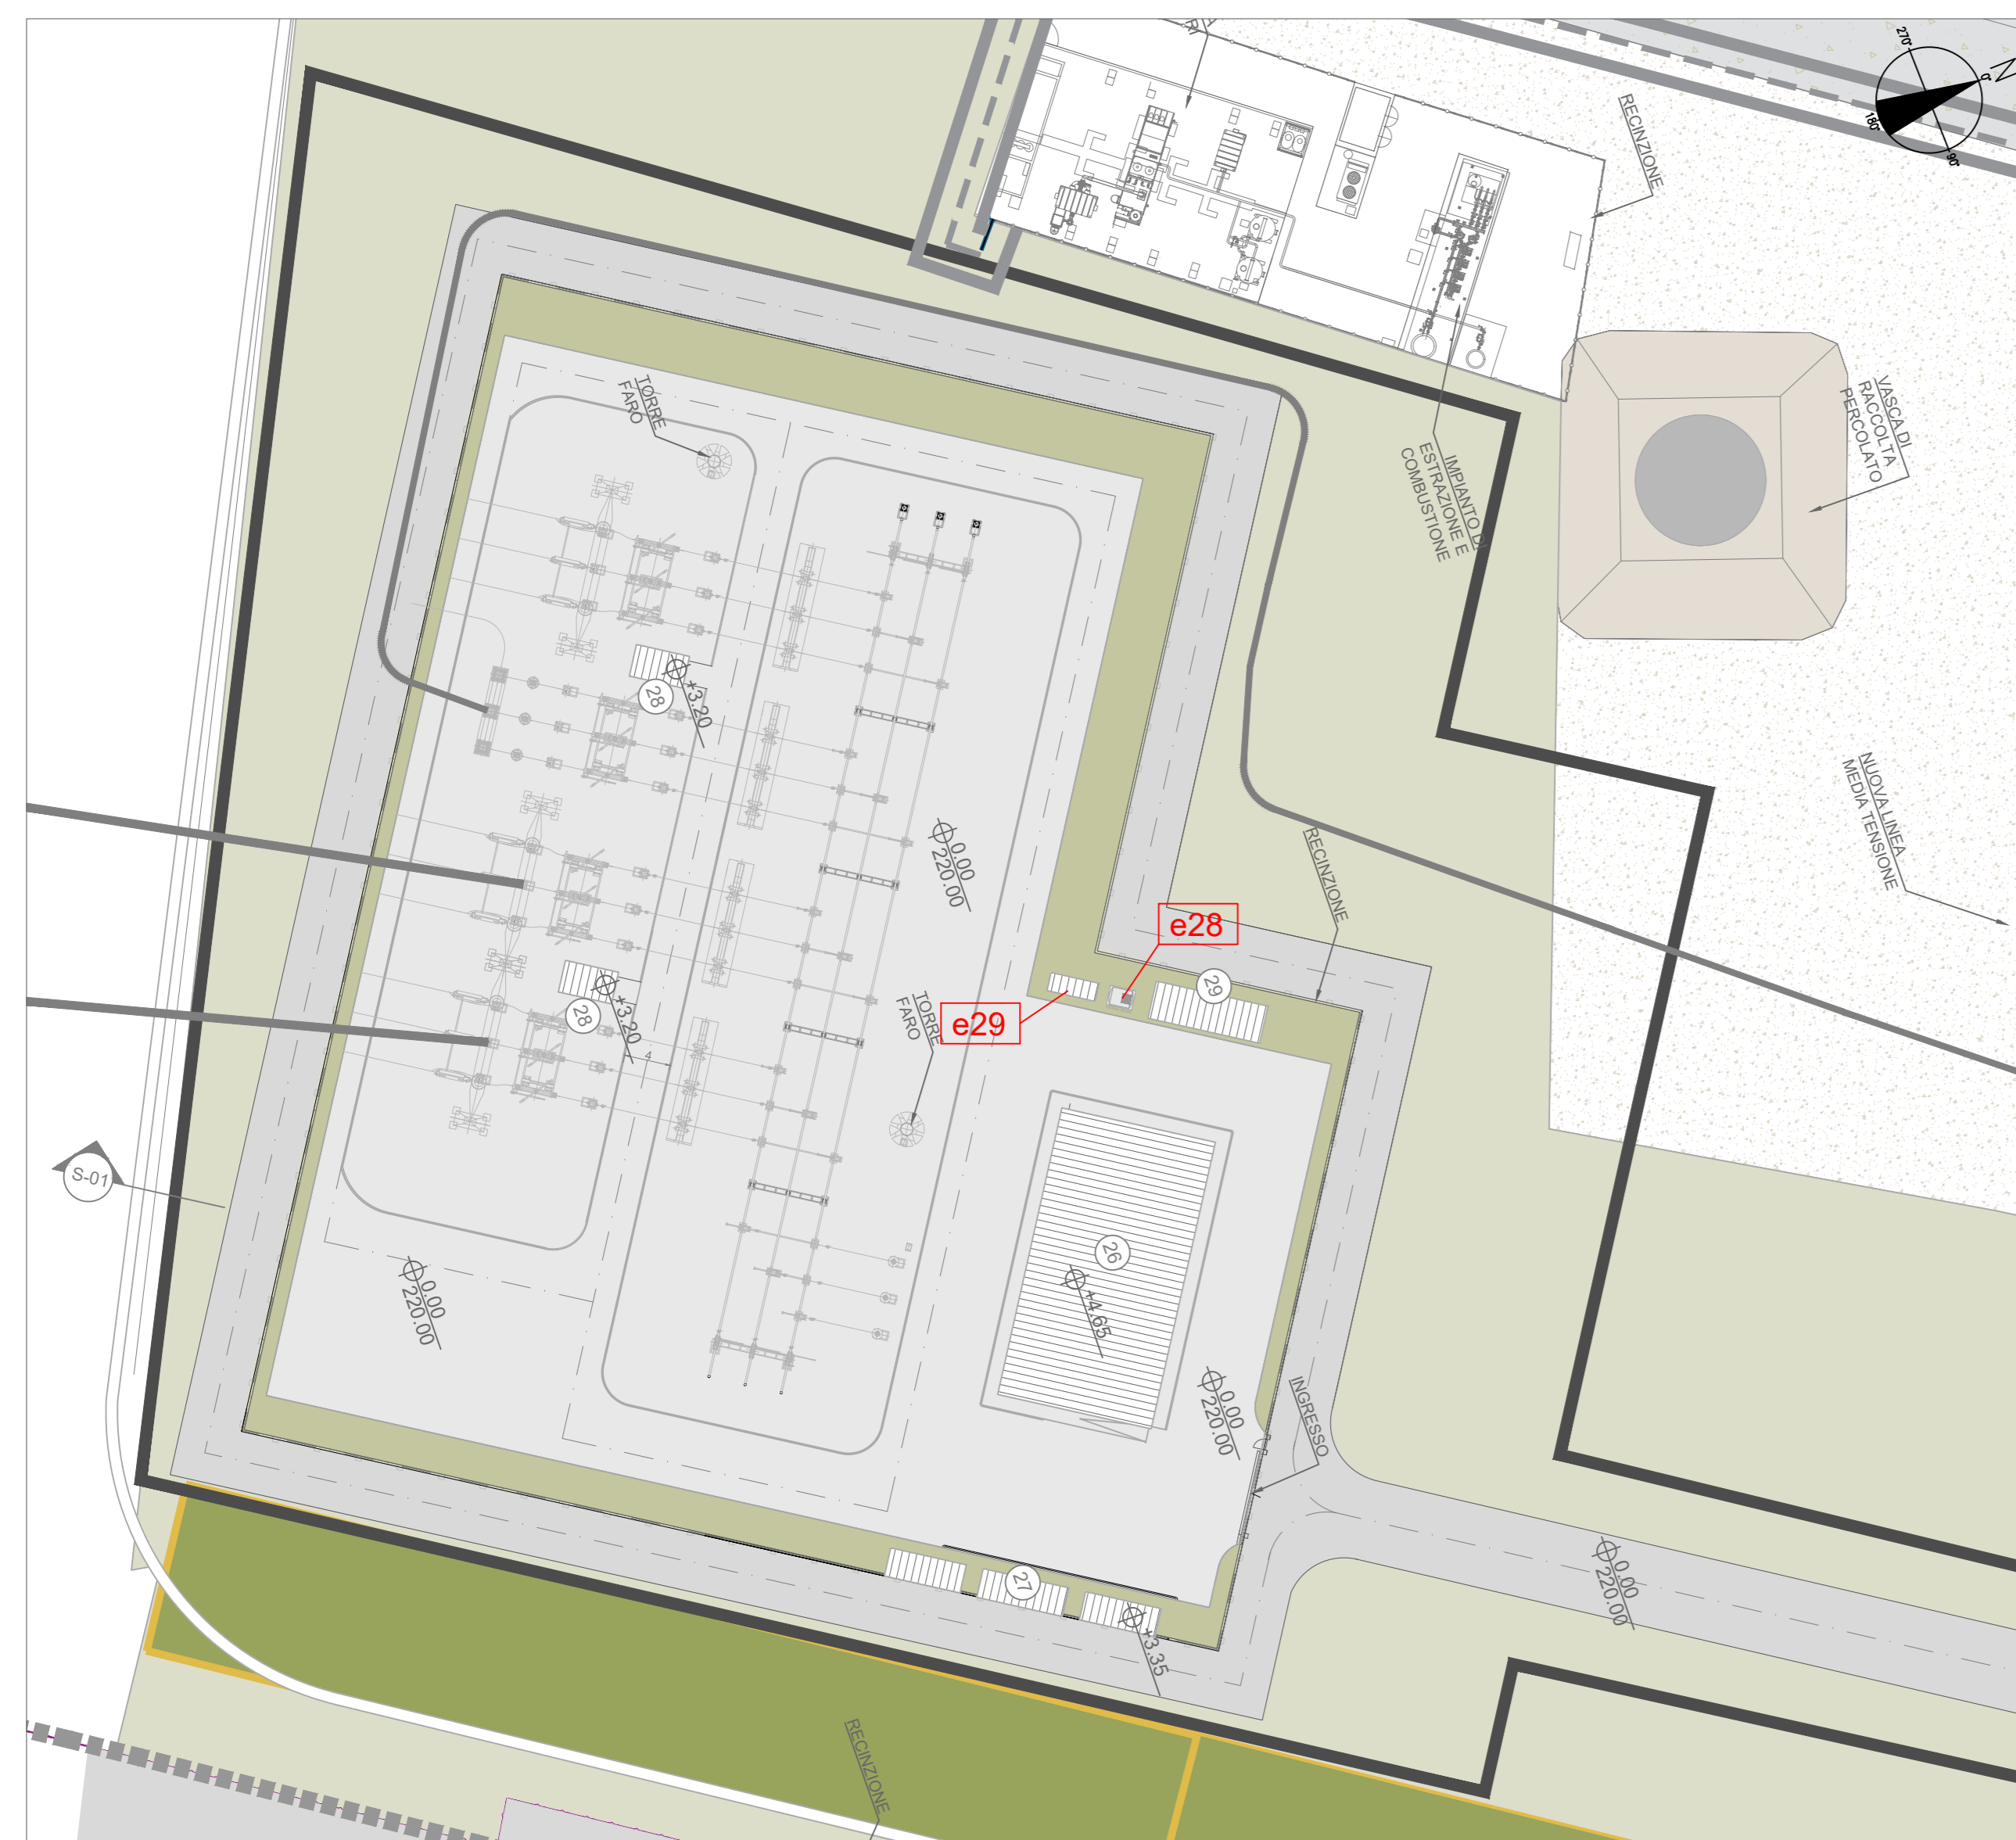 270°
0°
N
180°
90°
RECINZIONE
VASCA DI
RACCOLTA
PERCOLATO
IMPIANTO DI
ESTRAZIONE E
COMBUSTIONE
TORRE
FARO
28
+3.20
NUOVA LINEA
MEDIA TENSIONE
0.00
220.00
RECINZIONE
e28
29
e29
TORRE
FARO
28
+3.20
4
S-01
26
+4.65
0.00
220.00
0.00
220.00
INGRESSO
0.00
220.00
27
+3.35
RECINZIONE